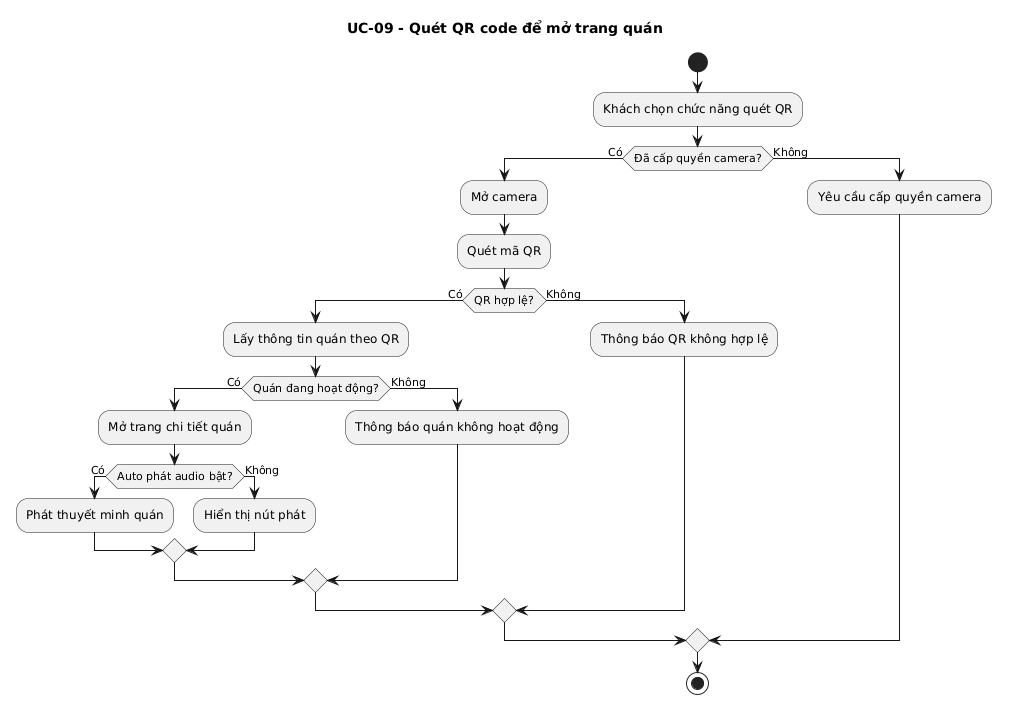 UC-09 - Quét QR code để mở trang quán
Khách chọn chức năng quét QR
Có
Đã cấp quyền camera?
Không
Mở camera
Yêu cầu cấp quyền camera
Quét mã QR
Có
QR hợp lệ?
Không
Lấy thông tin quán theo QR
Thông báo QR không hợp lệ
Có
Quán đang hoạt động?
Không
Mở trang chi tiết quán
Thông báo quán không hoạt động
Có
Auto phát audio bật?
Không
Phát thuyết minh quán
Hiển thị nút phát